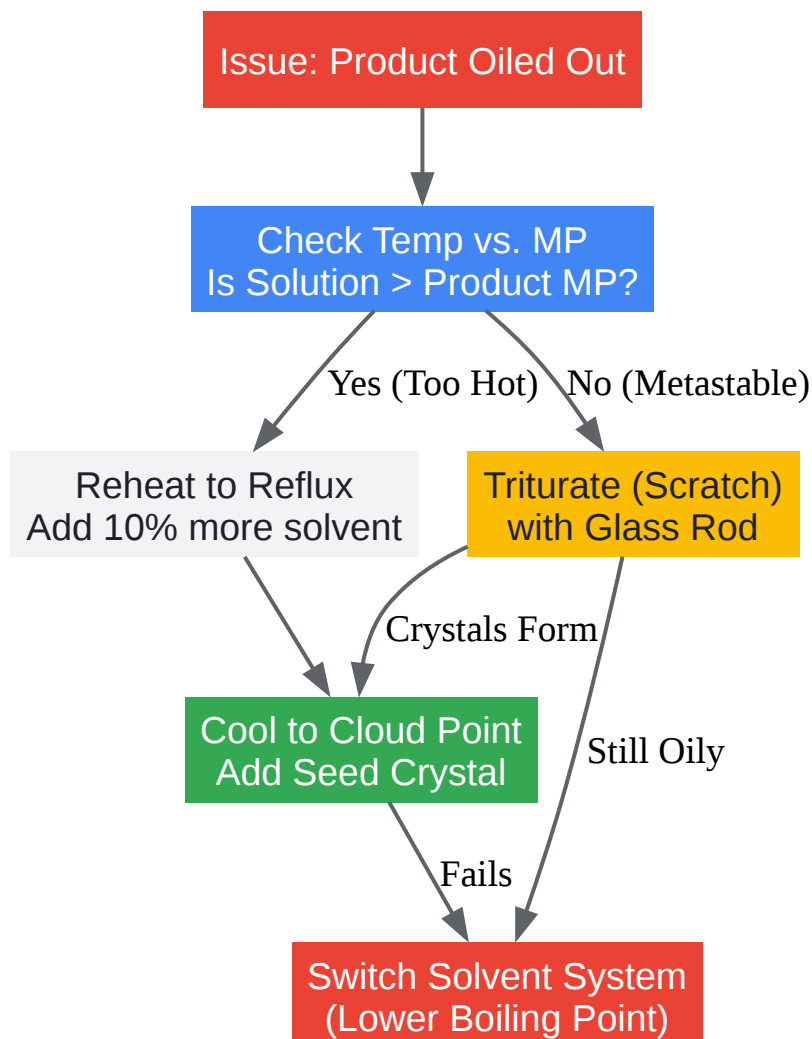 Issue: Product Oiled Out
Check Temp vs. MP
Is Solution > Product MP?
Yes (Too Hot)
No (Metastable)
Reheat to Reflux
Add 10% more solvent
Triturate (Scratch)
with Glass Rod
Crystals Form
Cool to Cloud Point
Add Seed Crystal
Still Oily
Fails
Switch Solvent System
(Lower Boiling Point)